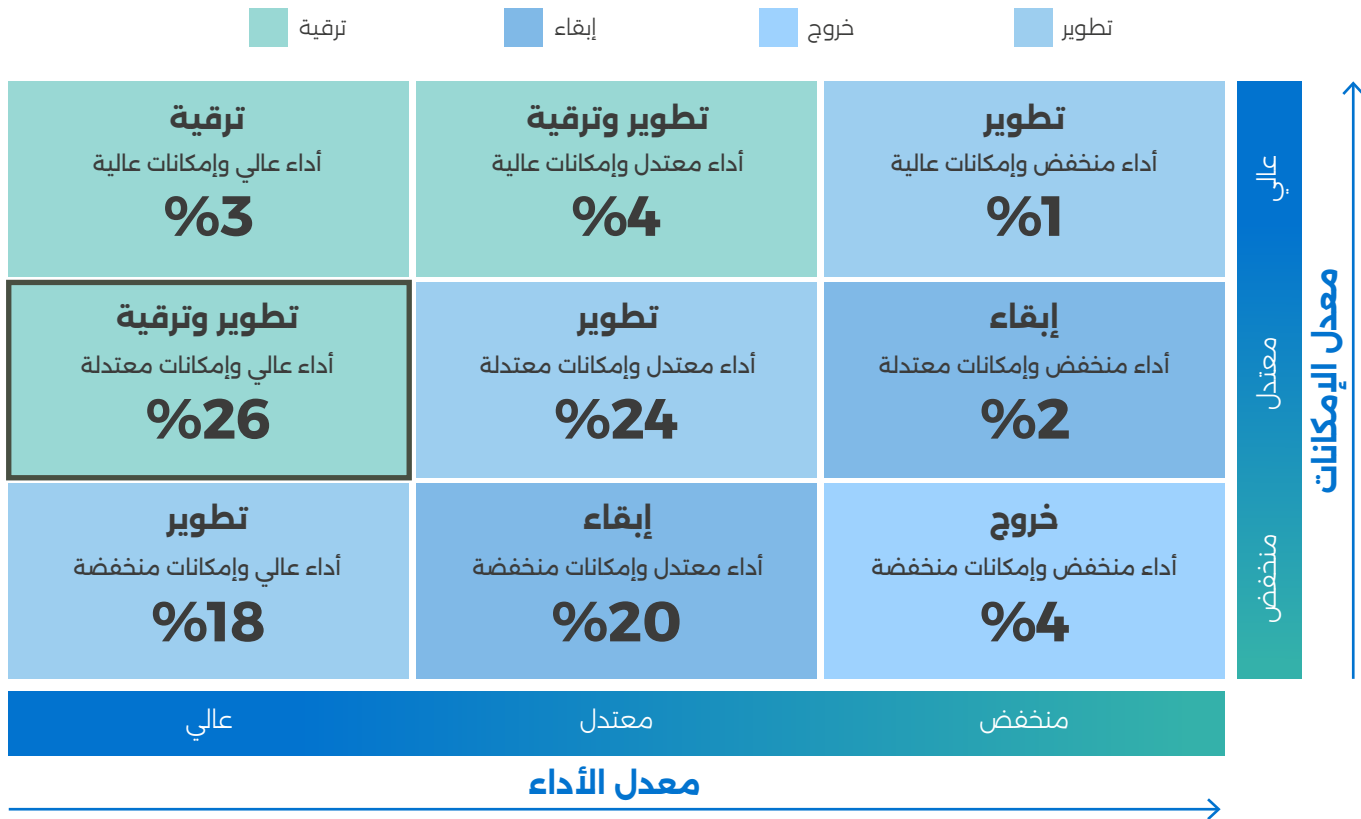 تطوير
خروج
إبقاء
ترقية
تطوير
أداء منخفض وإمكانات عالية
%1
تطوير وترقية
أداء معتدل وإمكانات عالية
%4
ترقية
أداء عالي وإمكانات عالية
%3
إبقاء
أداء منخفض وإمكانات معتدلة
%2
تطوير
أداء معتدل وإمكانات معتدلة
%24
تطوير وترقية
أداء عالي وإمكانات معتدلة
%26
خروج
أداء منخفض وإمكانات منخفضة
%4
إبقاء
أداء معتدل وإمكانات منخفضة
%20
تطوير
أداء عالي وإمكانات منخفضة
%18
معدل الإمكانات
عالي
معتدل
منخفض
منخفض
معتدل
عالي
معدل الأداء